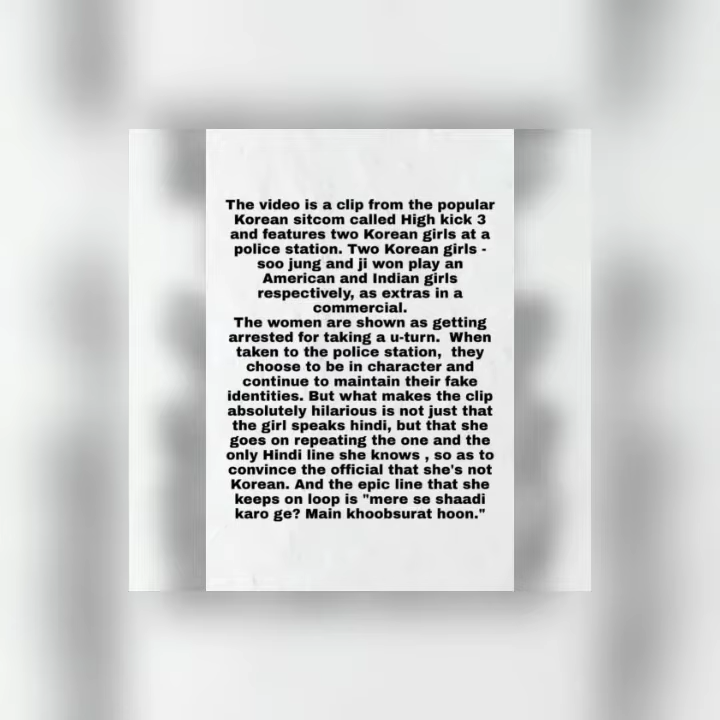 The video is a clip from the popular
Korean sitcom called High kick 3
and features two Korean girls at a
police station. Two Korean girls -
soo jung and ji won play an
American and Indian girls
respectively, as extras in a
commercial.
The women are shown as getting
arrested for taking a u-turn.  When
taken to the police station,  they
choose to be in character and
continue to maintain their fake
identities. But what makes the clip
absolutely hilarious is not just that
the girl speaks hindi, but that she
goes on repeating the one and the
only Hindi line she knows , so as to
convince the official that she's not
Korean. And the epic line that she
keeps on loop is "mere se shaadi
karo ge? Main khoobsurat hoon."